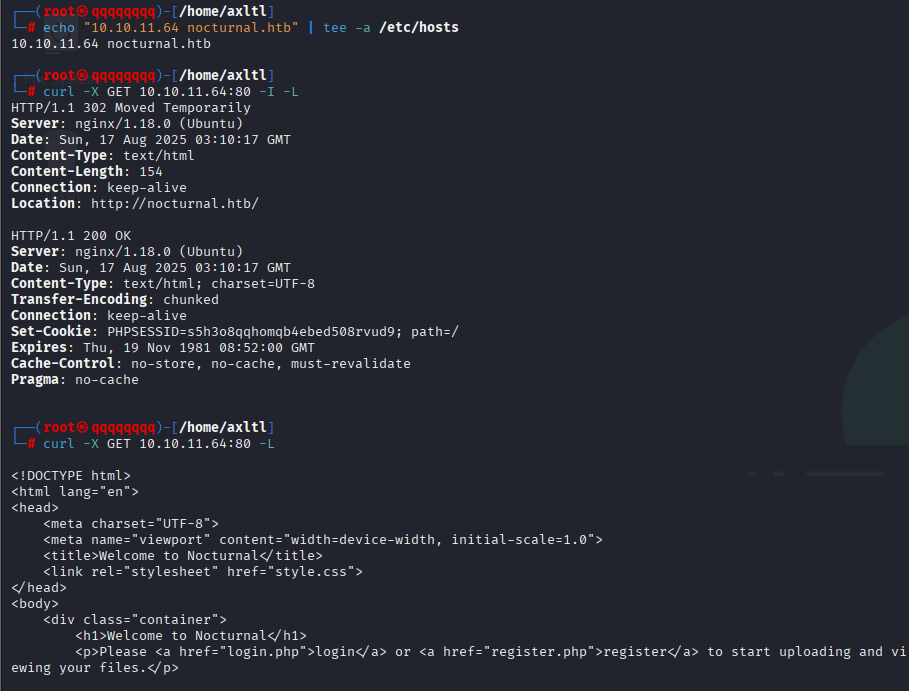 ┌──(root㉿qqqqqqqq)-[/home/axltl]
└─# echo "10.10.11.64 nocturnal.htb" | tee -a /etc/hosts
10.10.11.64 nocturnal.htb
┌──(root㉿qqqqqqqq)-[/home/axltl]
└─# curl -X GET 10.10.11.64:80 -I -L
HTTP/1.1 302 Moved Temporarily
Server: nginx/1.18.0 (Ubuntu)
Date: Sun, 17 Aug 2025 03:10:17 GMT
Content-Type: text/html
Content-Length: 154
Connection: keep-alive
Location: http://nocturnal.htb/
HTTP/1.1 200 OK
Server: nginx/1.18.0 (Ubuntu)
Date: Sun, 17 Aug 2025 03:10:17 GMT
Content-Type: text/html; charset=UTF-8
Transfer-Encoding: chunked
Connection: keep-alive
Set-Cookie: PHPSESSID=s5h3o8qqhomqb4ebed508rvud9; path=/
Expires: Thu, 19 Nov 1981 08:52:00 GMT
Cache-Control: no-store, no-cache, must-revalidate
Pragma: no-cache
┌──(root㉿qqqqqqqq)-[/home/axltl]
└─# curl -X GET 10.10.11.64:80 -L
<!DOCTYPE html>
<html lang="en">
<head>
    <meta charset="UTF-8">
    <meta name="viewport" content="width=device-width, initial-scale=1.0">
    <title>Welcome to Nocturnal</title>
    <link rel="stylesheet" href="style.css">
</head>
<body>
    <div class="container">
        <h1>Welcome to Nocturnal</h1>
        <p>Please <a href="login.php">login</a> or <a href="register.php">register</a> to start uploading and vi
ewing your files.</p>